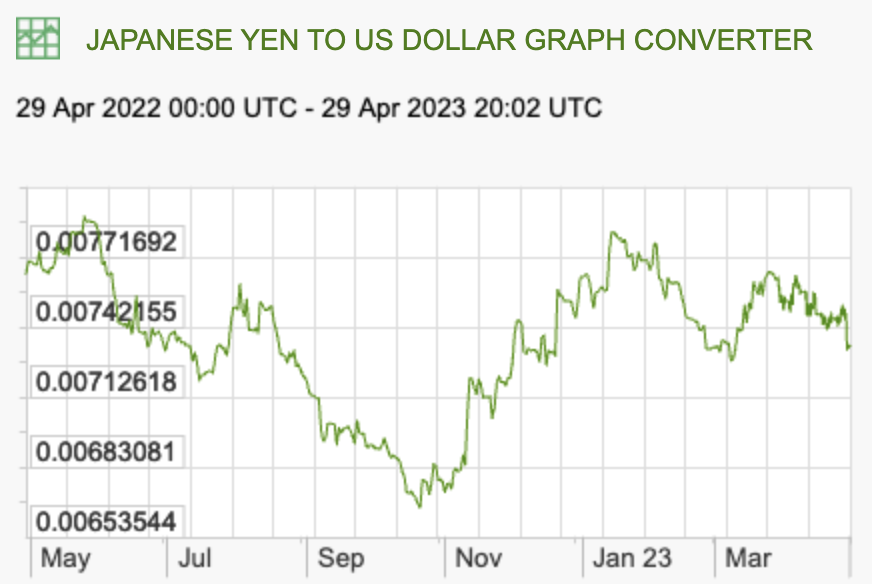 JAPANESE YEN TO US DOLLAR GRAPH CONVERTER
29 Apr 2022 00:00 UTC - 29 Apr 2023 20:02 UTC
0.00771692
0.00742155
0.00712618
0.00683081
0.00653544
May Jul Sep Nov Jan 23 Mar